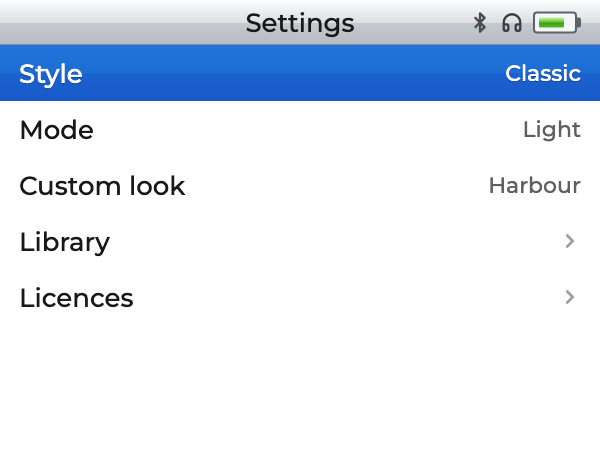 Settings
Style Classic
Mode Light
Custom look Harbour
Library
Licences